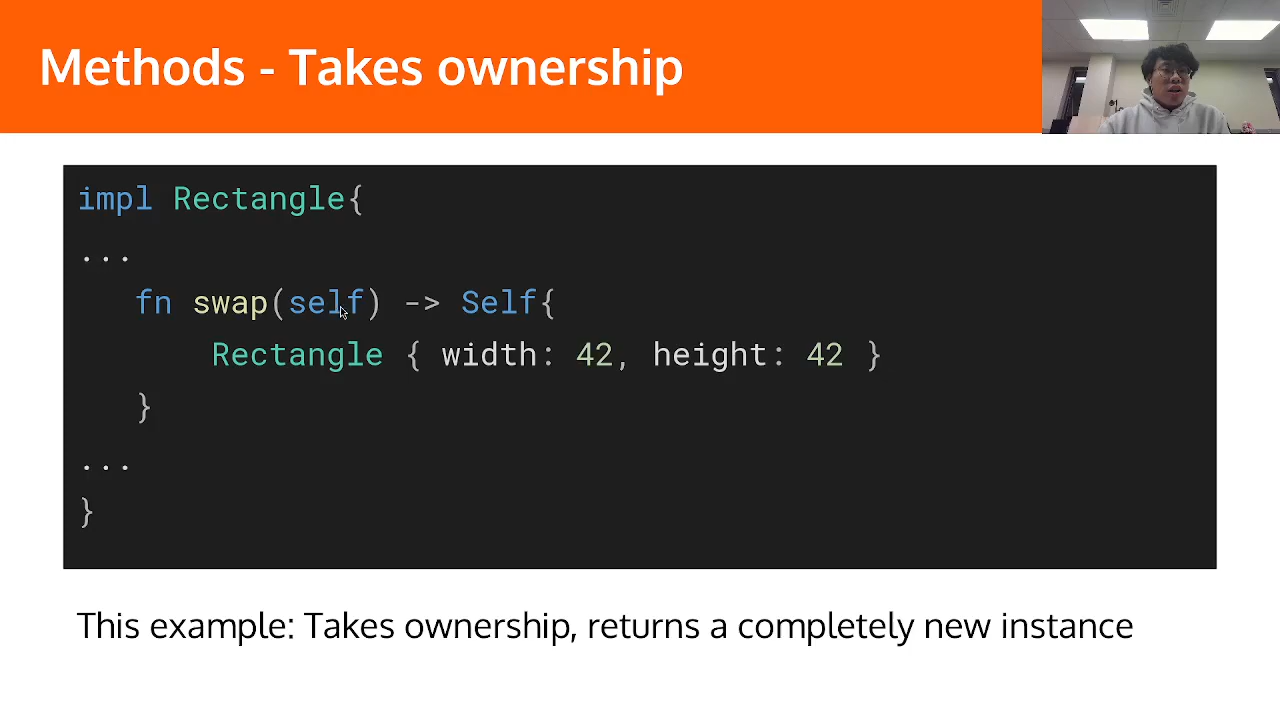 Methods - Takes ownership
impl Rectangle{
...
fn swap(self) -> Self{
Rectangle { width: 42, height: 42 }
}
...
}
This example: Takes ownership, returns a completely new instance